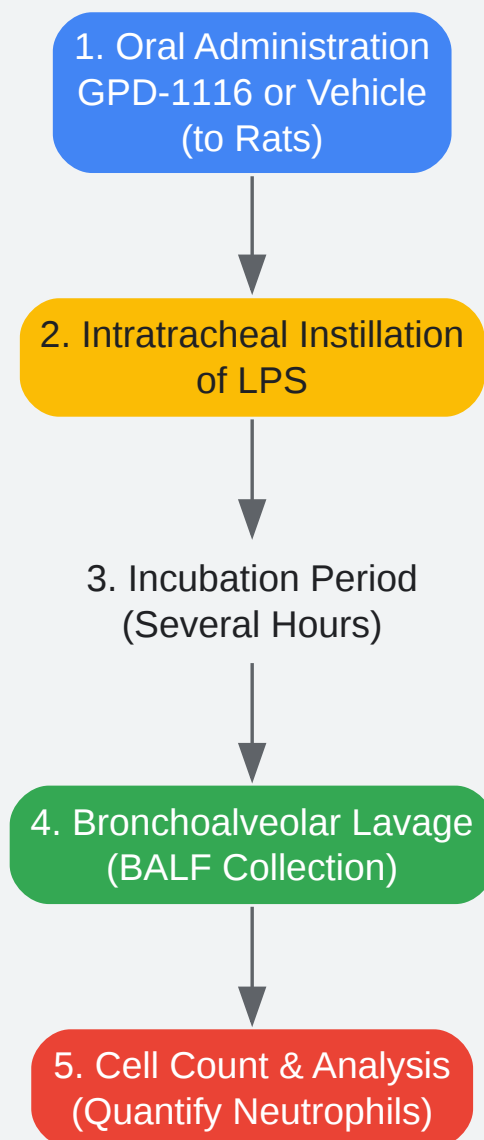 1. Oral Administration
GPD-1116 or Vehicle
(to Rats)
2. Intratracheal Instillation
of LPS
3. Incubation Period
(Several Hours)
4. Bronchoalveolar Lavage
(BALF Collection)
5. Cell Count & Analysis
(Quantify Neutrophils)